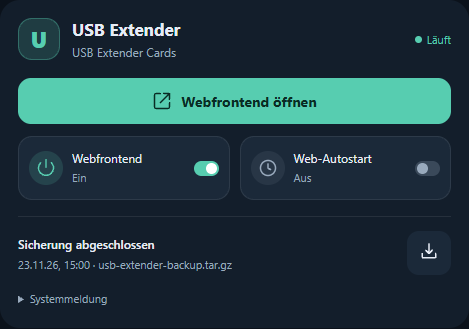 U
USB Extender
USB Extender Cards
Läuft
Webfrontend öffnen
Webfrontend
Ein
Web-Autostart
Aus
Sicherung abgeschlossen
23.11.26, 15:00 · usb-extender-backup.tar.gz
Systemmeldung